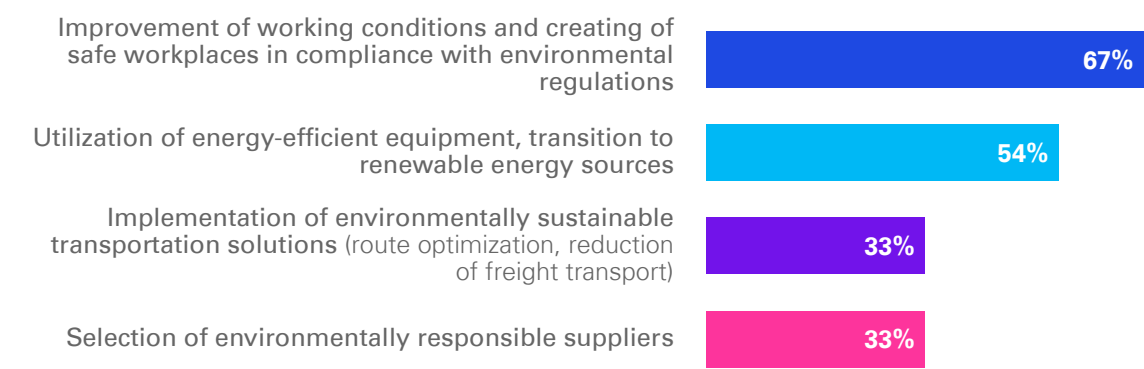 Improvement of working conditions and creating of
safe workplaces in compliance with environmental
regulations
67%
Utilization of energy-efficient equipment, transition to
renewable energy sources
54%
Implementation of environmentally sustainable
transportation solutions (route optimization, reduction
of freight transport)
33%
Selection of environmentally responsible suppliers
33%